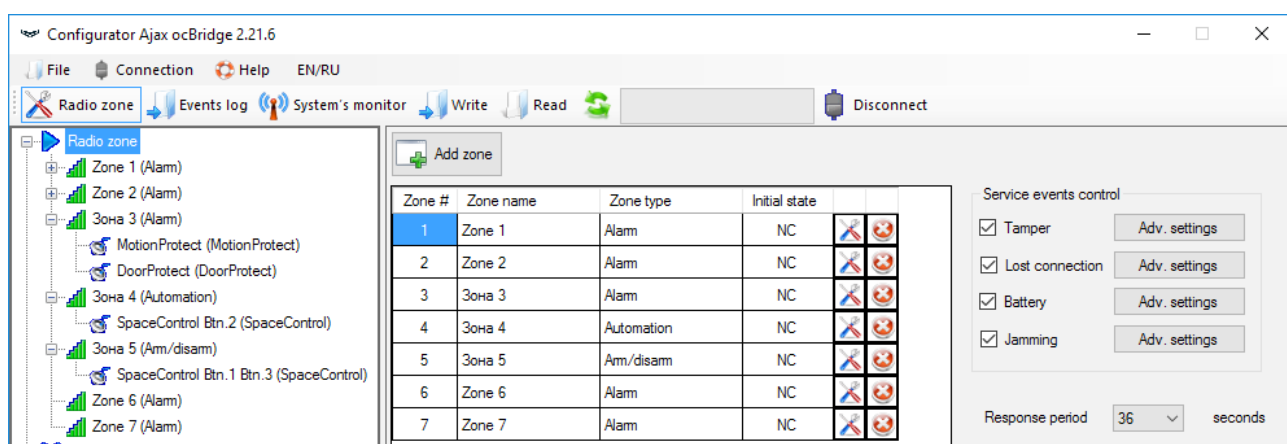 Configurator Ajax ocBridge 2.21.6
File Connection Help EN/RU
Radio zone Events log System's monitor Write Read Disconnect
Radio zone
Zone 1 (Alarm)
Zone 2 (Alarm)
Зона 3 (Alarm)
MotionProtect (MotionProtect)
DoorProtect (DoorProtect)
Зона 4 (Automation)
SpaceControl Btn.2 (SpaceControl)
Зона 5 (Arm/disarm)
SpaceControl Btn.1 Btn.3 (SpaceControl)
Zone 6 (Alarm)
Zone 7 (Alarm)
Add zone
Zone # Zone name Zone type Initial state
1 Zone 1 Alarm NC
2 Zone 2 Alarm NC
3 Зона 3 Alarm NC
4 Зона 4 Automation NC
5 Зона 5 Arm/disarm NC
6 Zone 6 Alarm NC
7 Zone 7 Alarm NC
Service events control
Tamper Adv. settings
Lost connection Adv. settings
Battery Adv. settings
Jamming Adv. settings
Response period 36 seconds